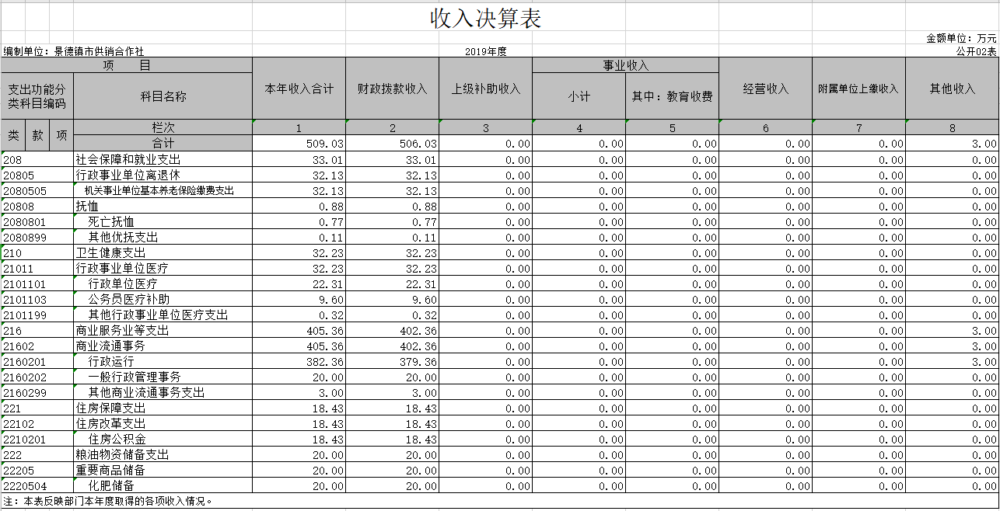 收入决算表
金额单位：万元
编制单位：景德镇市供销合作社 2019年度 公开02表
项 目 本年收入合计 财政拨款收入 上级补助收入 事业收入 经营收入 附属单位上缴收入 其他收入
支出功能分类科目编码 科目名称 小计 其中：教育收费
类 款 项 栏次 1 2 3 4 5 6 7 8
合计 509.03 506.03 0.00 0.00 0.00 0.00 0.00 3.00
208 社会保障和就业支出 33.01 33.01 0.00 0.00 0.00 0.00 0.00 0.00
20805 行政事业单位离退休 32.13 32.13 0.00 0.00 0.00 0.00 0.00 0.00
2080505 机关事业单位基本养老保险缴费支出 32.13 32.13 0.00 0.00 0.00 0.00 0.00 0.00
20808 抚恤 0.88 0.88 0.00 0.00 0.00 0.00 0.00 0.00
2080801 死亡抚恤 0.77 0.77 0.00 0.00 0.00 0.00 0.00 0.00
2080899 其他优抚支出 0.11 0.11 0.00 0.00 0.00 0.00 0.00 0.00
210 卫生健康支出 32.23 32.23 0.00 0.00 0.00 0.00 0.00 0.00
21011 行政事业单位医疗 32.23 32.23 0.00 0.00 0.00 0.00 0.00 0.00
2101101 行政单位医疗 22.31 22.31 0.00 0.00 0.00 0.00 0.00 0.00
2101103 公务员医疗补助 9.60 9.60 0.00 0.00 0.00 0.00 0.00 0.00
2101199 其他行政事业单位医疗支出 0.32 0.32 0.00 0.00 0.00 0.00 0.00 0.00
216 商业服务业等支出 405.36 402.36 0.00 0.00 0.00 0.00 0.00 3.00
21602 商业流通事务 405.36 402.36 0.00 0.00 0.00 0.00 0.00 3.00
2160201 行政运行 382.36 379.36 0.00 0.00 0.00 0.00 0.00 3.00
2160202 一般行政管理事务 20.00 20.00 0.00 0.00 0.00 0.00 0.00 0.00
2160299 其他商业流通事务支出 3.00 3.00 0.00 0.00 0.00 0.00 0.00 0.00
221 住房保障支出 18.43 18.43 0.00 0.00 0.00 0.00 0.00 0.00
22102 住房改革支出 18.43 18.43 0.00 0.00 0.00 0.00 0.00 0.00
2210201 住房公积金 18.43 18.43 0.00 0.00 0.00 0.00 0.00 0.00
222 粮油物资储备支出 20.00 20.00 0.00 0.00 0.00 0.00 0.00 0.00
22205 重要商品储备 20.00 20.00 0.00 0.00 0.00 0.00 0.00 0.00
2220504 化肥储备 20.00 20.00 0.00 0.00 0.00 0.00 0.00 0.00
注：本表反映部门本年度取得的各项收入情况。